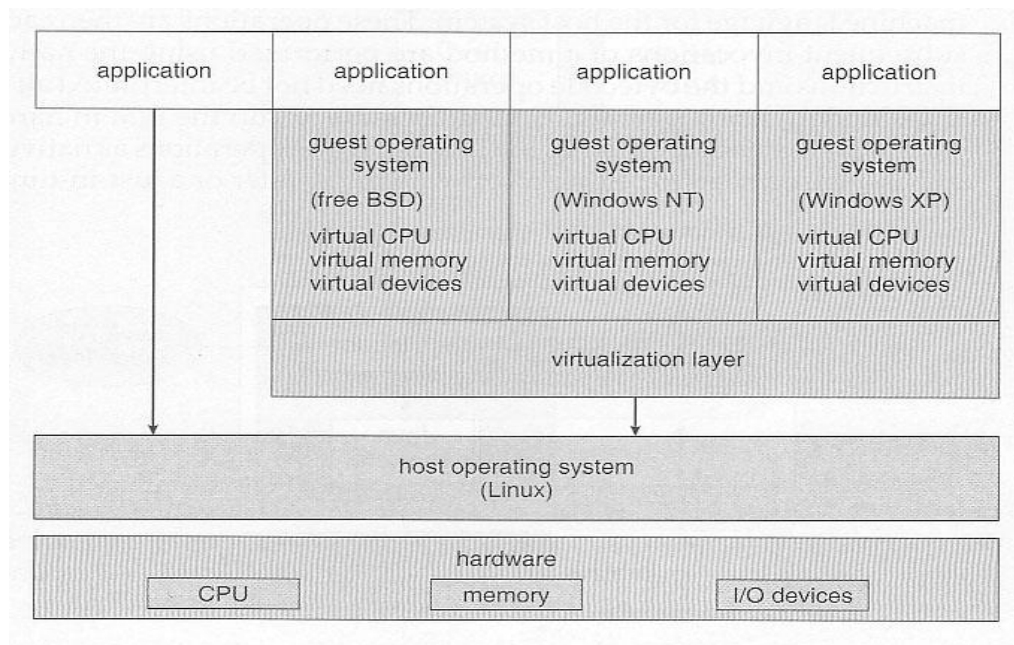 application
application
application
application
guest operating
system
(free BSD)
virtual CPU
virtual memory
virtual devices
guest operating
system
(Windows NT)
virtual CPU
virtual memory
virtual devices
guest operating
system
(Windows XP)
virtual CPU
virtual memory
virtual devices
virtualization layer
host operating system
(Linux)
hardware
CPU
memory
I/O devices